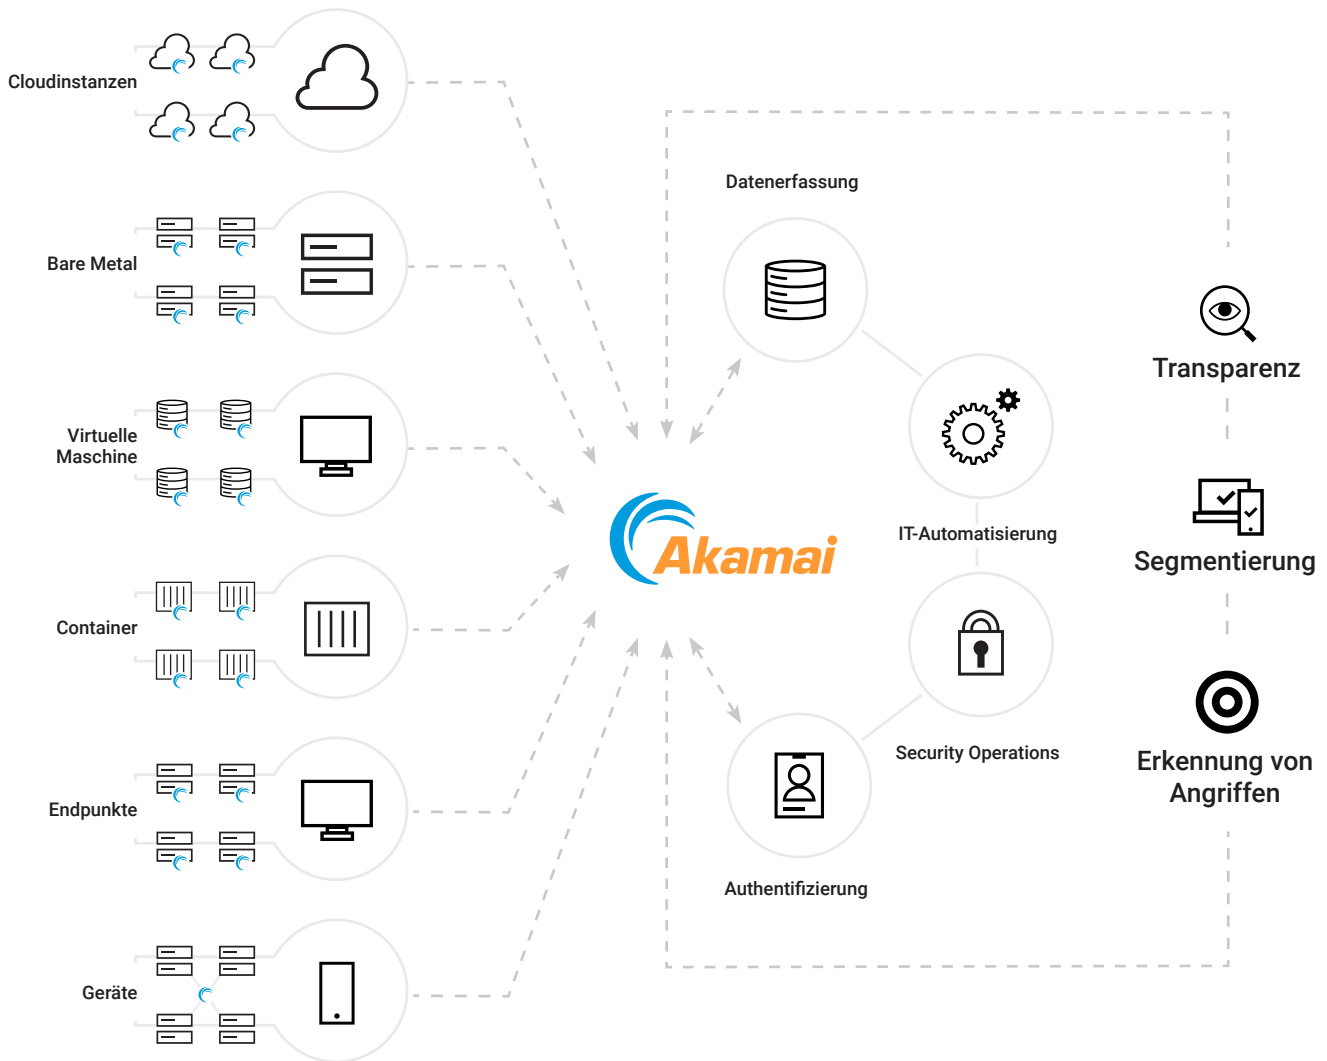 Cloudinstanzen
Bare Metal
Virtuelle
Maschine
Container
Endpunkte
Geräte
Akamai
Datenerfassung
IT-Automatisierung
Security Operations
Authentifizierung
Transparenz
Segmentierung
Erkennung von
Angriffen